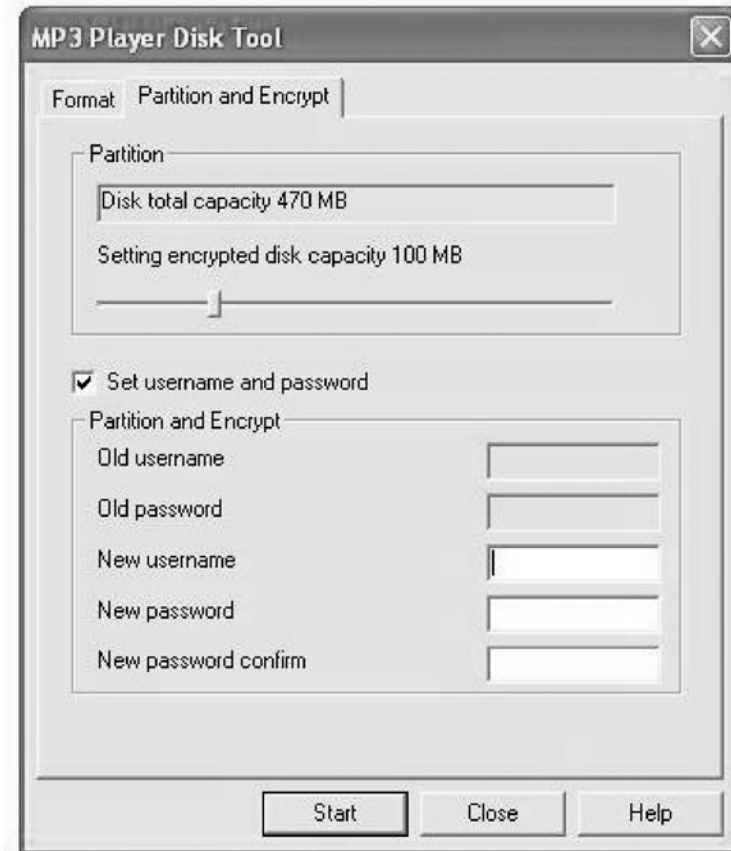 MP3 Player Disk Tool
Format Partition and Encrypt
Partition
Disk total capacity 470 MB
Setting encrypted disk capacity 100 MB
Set username and password
Partition and Encrypt
Old username
Old password
New username
New password
New password confirm
Start Close Help